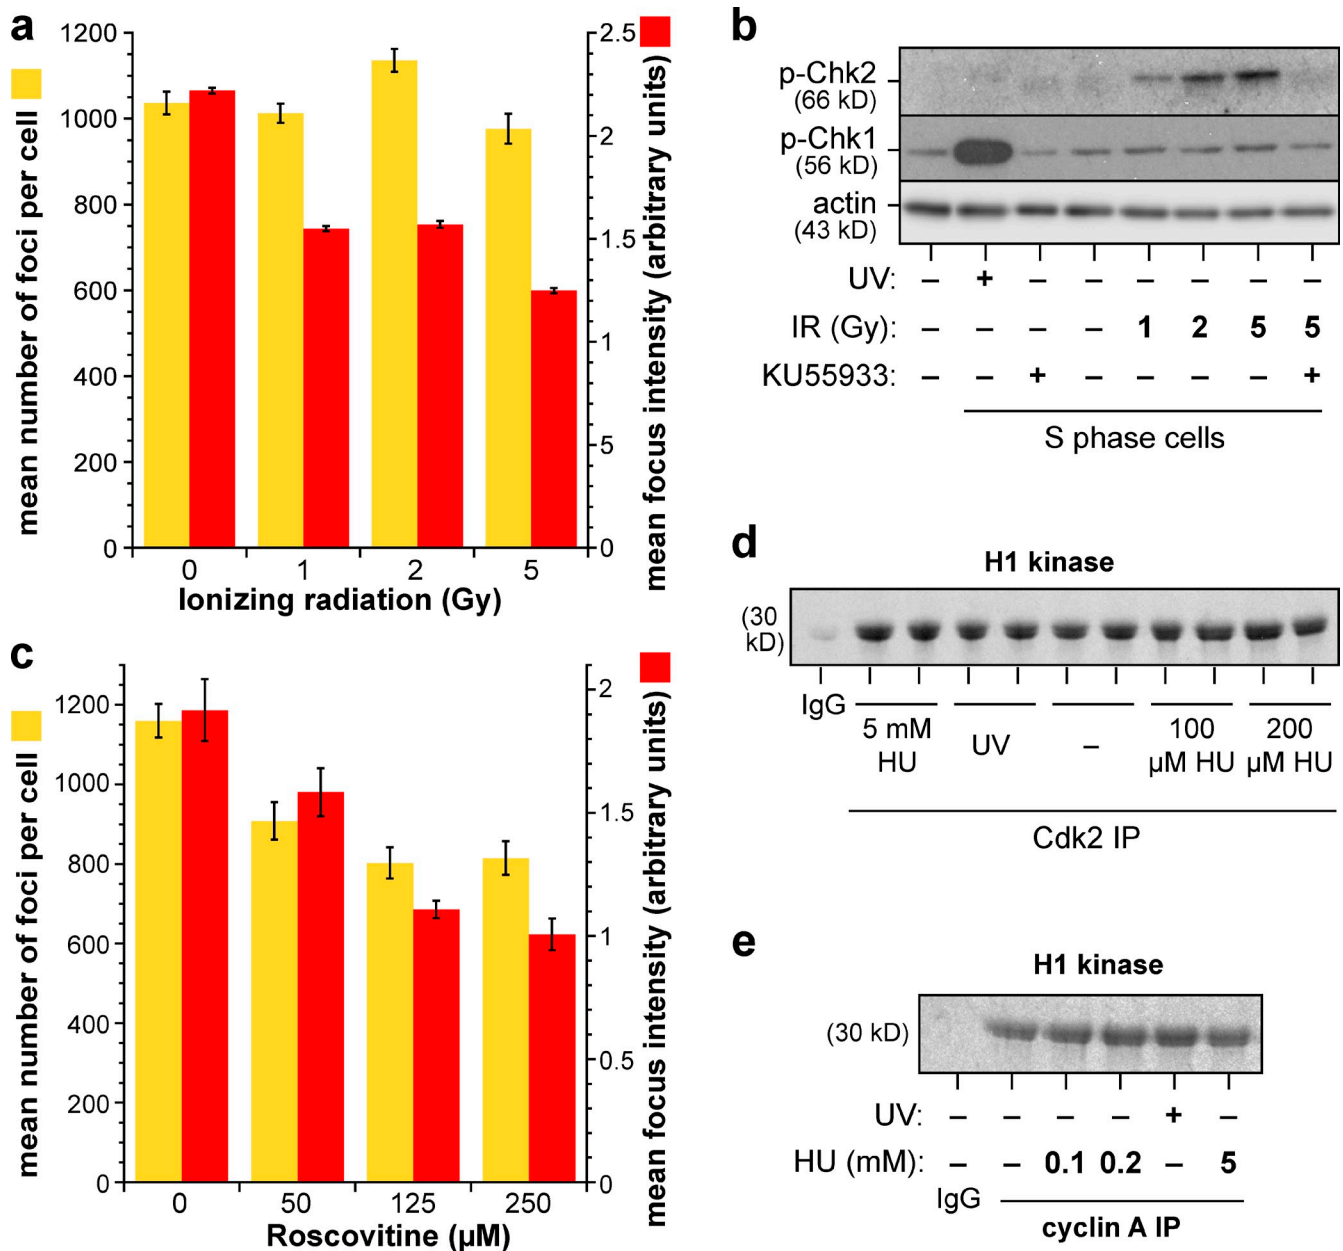 a
1200
1000
800
600
400
200
0
mean number of foci per cell
2.5
2
1.5
1
5
0
mean focus intensity (arbitrary units)
0 1 2 5
Ionizing radiation (Gy)
b
p-Chk2
(66 kD)
p-Chk1
(56 kD)
actin
(43 kD)
UV: – + – – – – – –
IR (Gy): – – – – 1 2 5 5
KU55933: – – + – – – – +
S phase cells
c
1200
1000
800
600
400
200
0
mean number of foci per cell
2
1.5
1
0.5
0
mean focus intensity (arbitrary units)
0 50 125 250
Roscovitine (µM)
d
H1 kinase
(30
kD)
IgG
5 mM
HU
UV
–
100
µM HU
200
µM HU
Cdk2 IP
e
H1 kinase
(30 kD)
UV: – – – – + –
HU (mM): – – 0.1 0.2 – 5
IgG
cyclin A IP